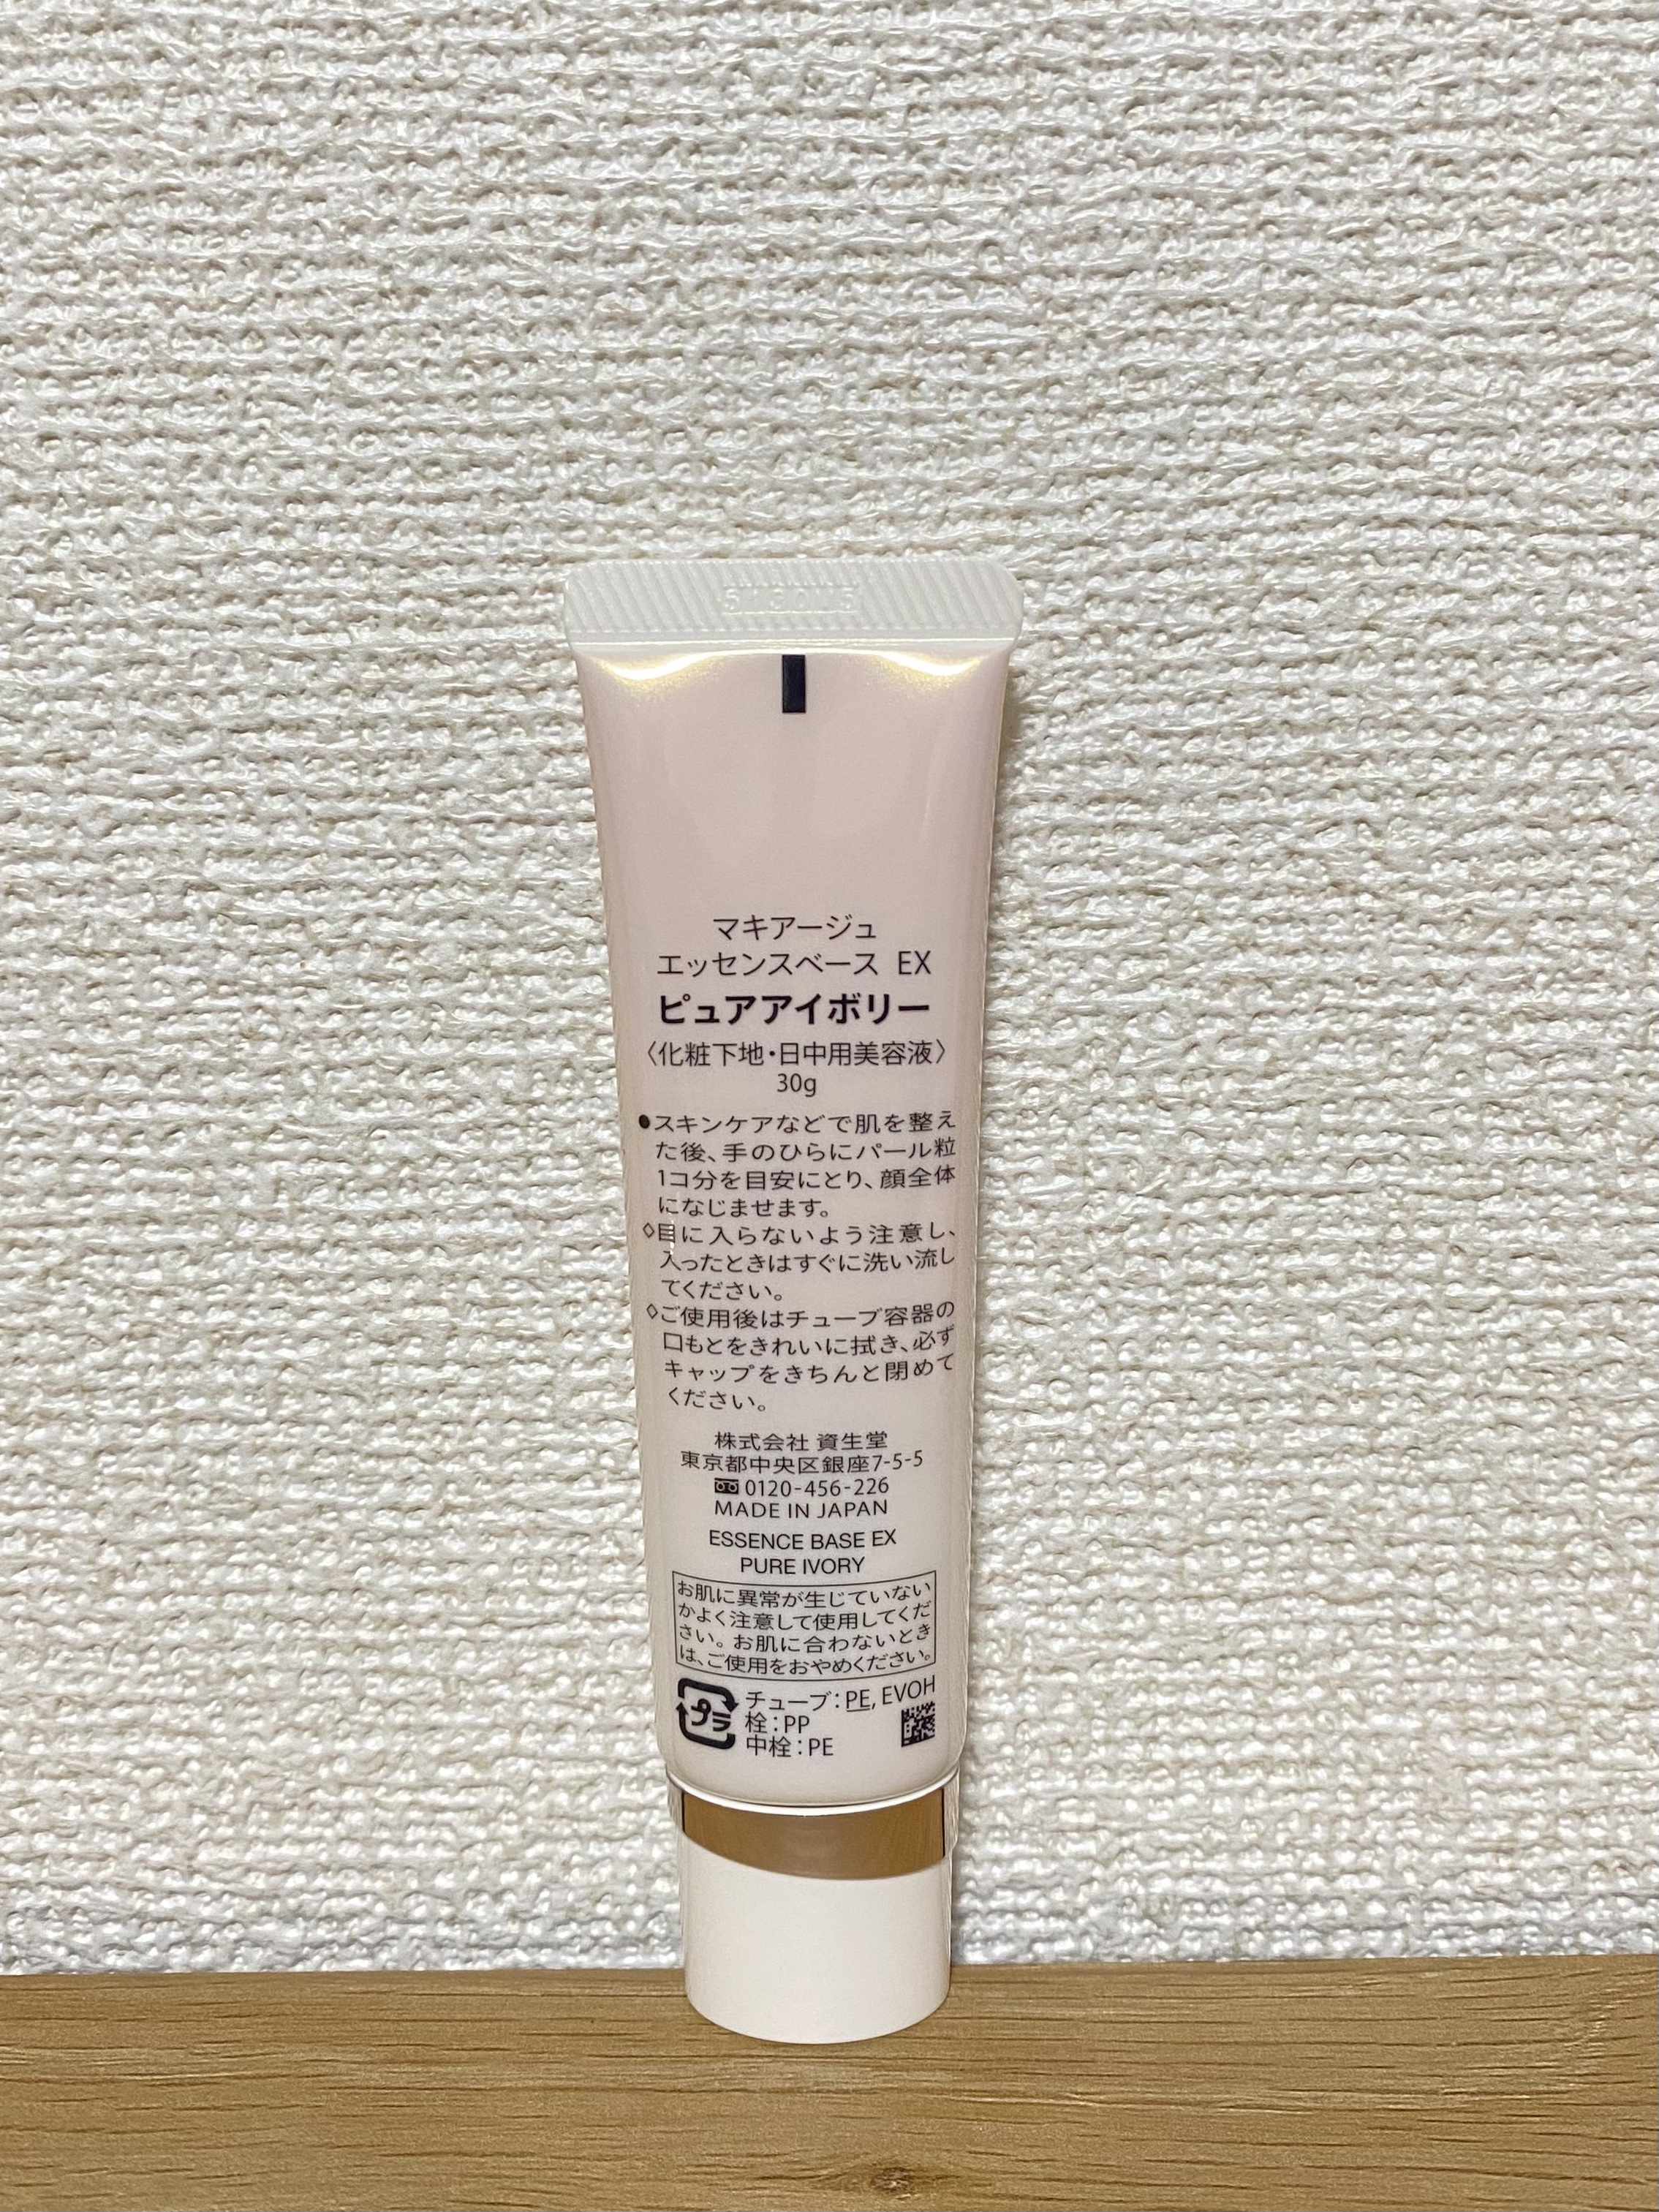 マキアージュ
エッセンスベース EX
ピュアアイボリー
〈化粧下地・日中用美容液〉
30g
●スキンケアなどで肌を整え
た後、手のひらにパール粒
1コ分を目安にとり、顔全体
になじませます。
◇目に入らないよう注意し、
入ったときはすぐに洗い流し
てください。
◇ご使用後はチューブ容器の
口もとをきれいに拭き、必ず
キャップをきちんと閉めて
ください。
株式会社 資生堂
東京都中央区銀座7-5-5
0120-456-226
MADE IN JAPAN
ESSENCE BASE EX
PURE IVORY
お肌に異常が生じていない
かよく注意して使用してくだ
さい。お肌に合わないとき
は、ご使用をおやめください。
プラ
チューブ：PE, EVOH
栓：PP
中栓：PE